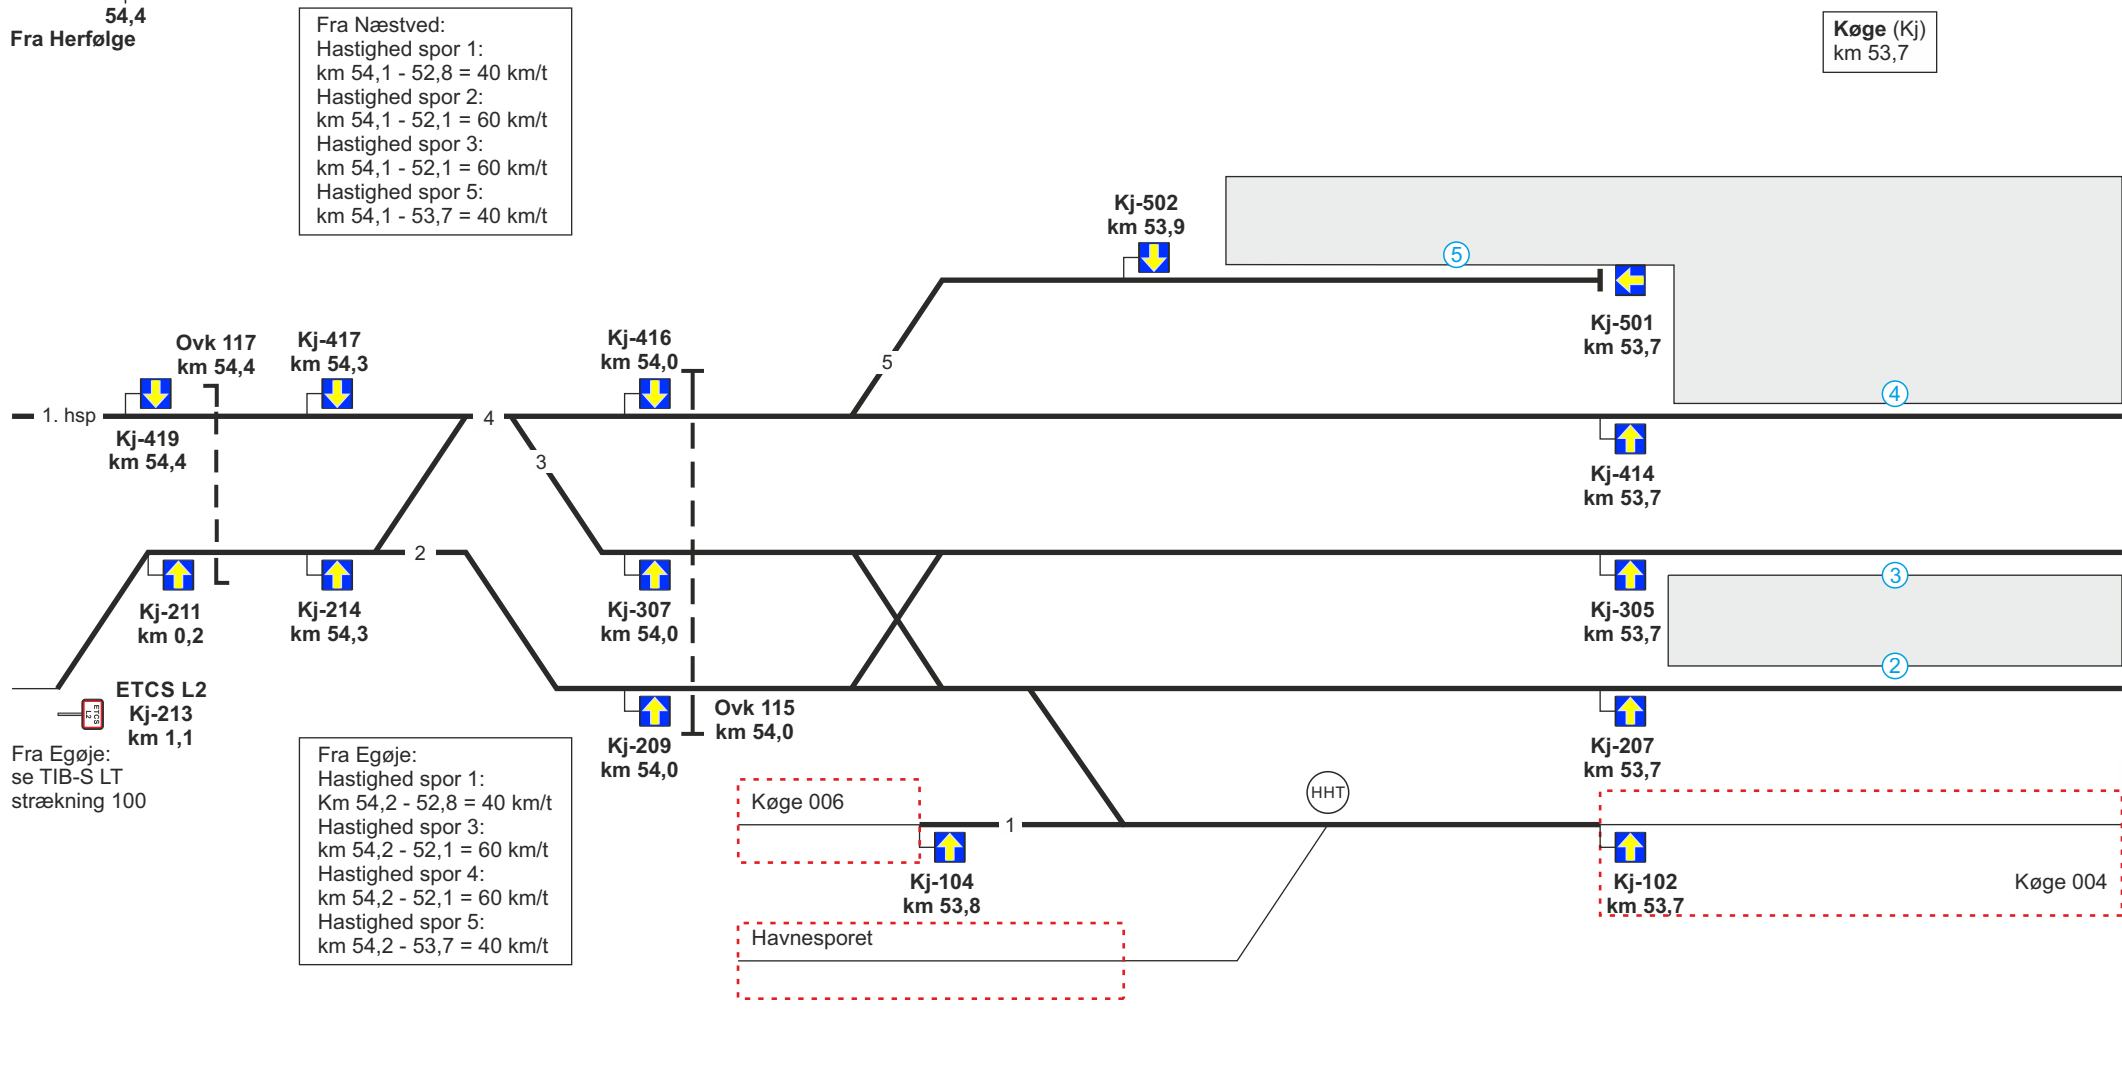 54,4
Fra Herfølge
Fra Næstved:
Hastighed spor 1:
km 54,1 - 52,8 = 40 km/t
Hastighed spor 2:
km 54,1 - 52,1 = 60 km/t
Hastighed spor 3:
km 54,1 - 52,1 = 60 km/t
Hastighed spor 5:
km 54,1 - 53,7 = 40 km/t
Køge (Kj)
km 53,7
Kj-502
km 53,9
5
Kj-501
km 53,7
Ovk 117
km 54,4
Kj-417
km 54,3
Kj-416
km 54,0
5
4
1. hsp
4
Kj-419
km 54,4
3
Kj-414
km 53,7
2
3
Kj-211
km 0,2
Kj-214
km 54,3
Kj-307
km 54,0
Kj-305
km 53,7
2
ETCS L2
Kj-213
km 1,1
ETCS
L2
Fra Egøje:
se TIB-S LT
strækning 100
Ovk 115
km 54,0
Kj-209
km 54,0
Kj-207
km 53,7
Fra Egøje:
Hastighed spor 1:
Km 54,2 - 52,8 = 40 km/t
Hastighed spor 3:
km 54,2 - 52,1 = 60 km/t
Hastighed spor 4:
km 54,2 - 52,1 = 60 km/t
Hastighed spor 5:
km 54,2 - 53,7 = 40 km/t
Køge 006
HHT
1
Kj-104
km 53,8
Kj-102
km 53,7
Køge 004
Havnesporet